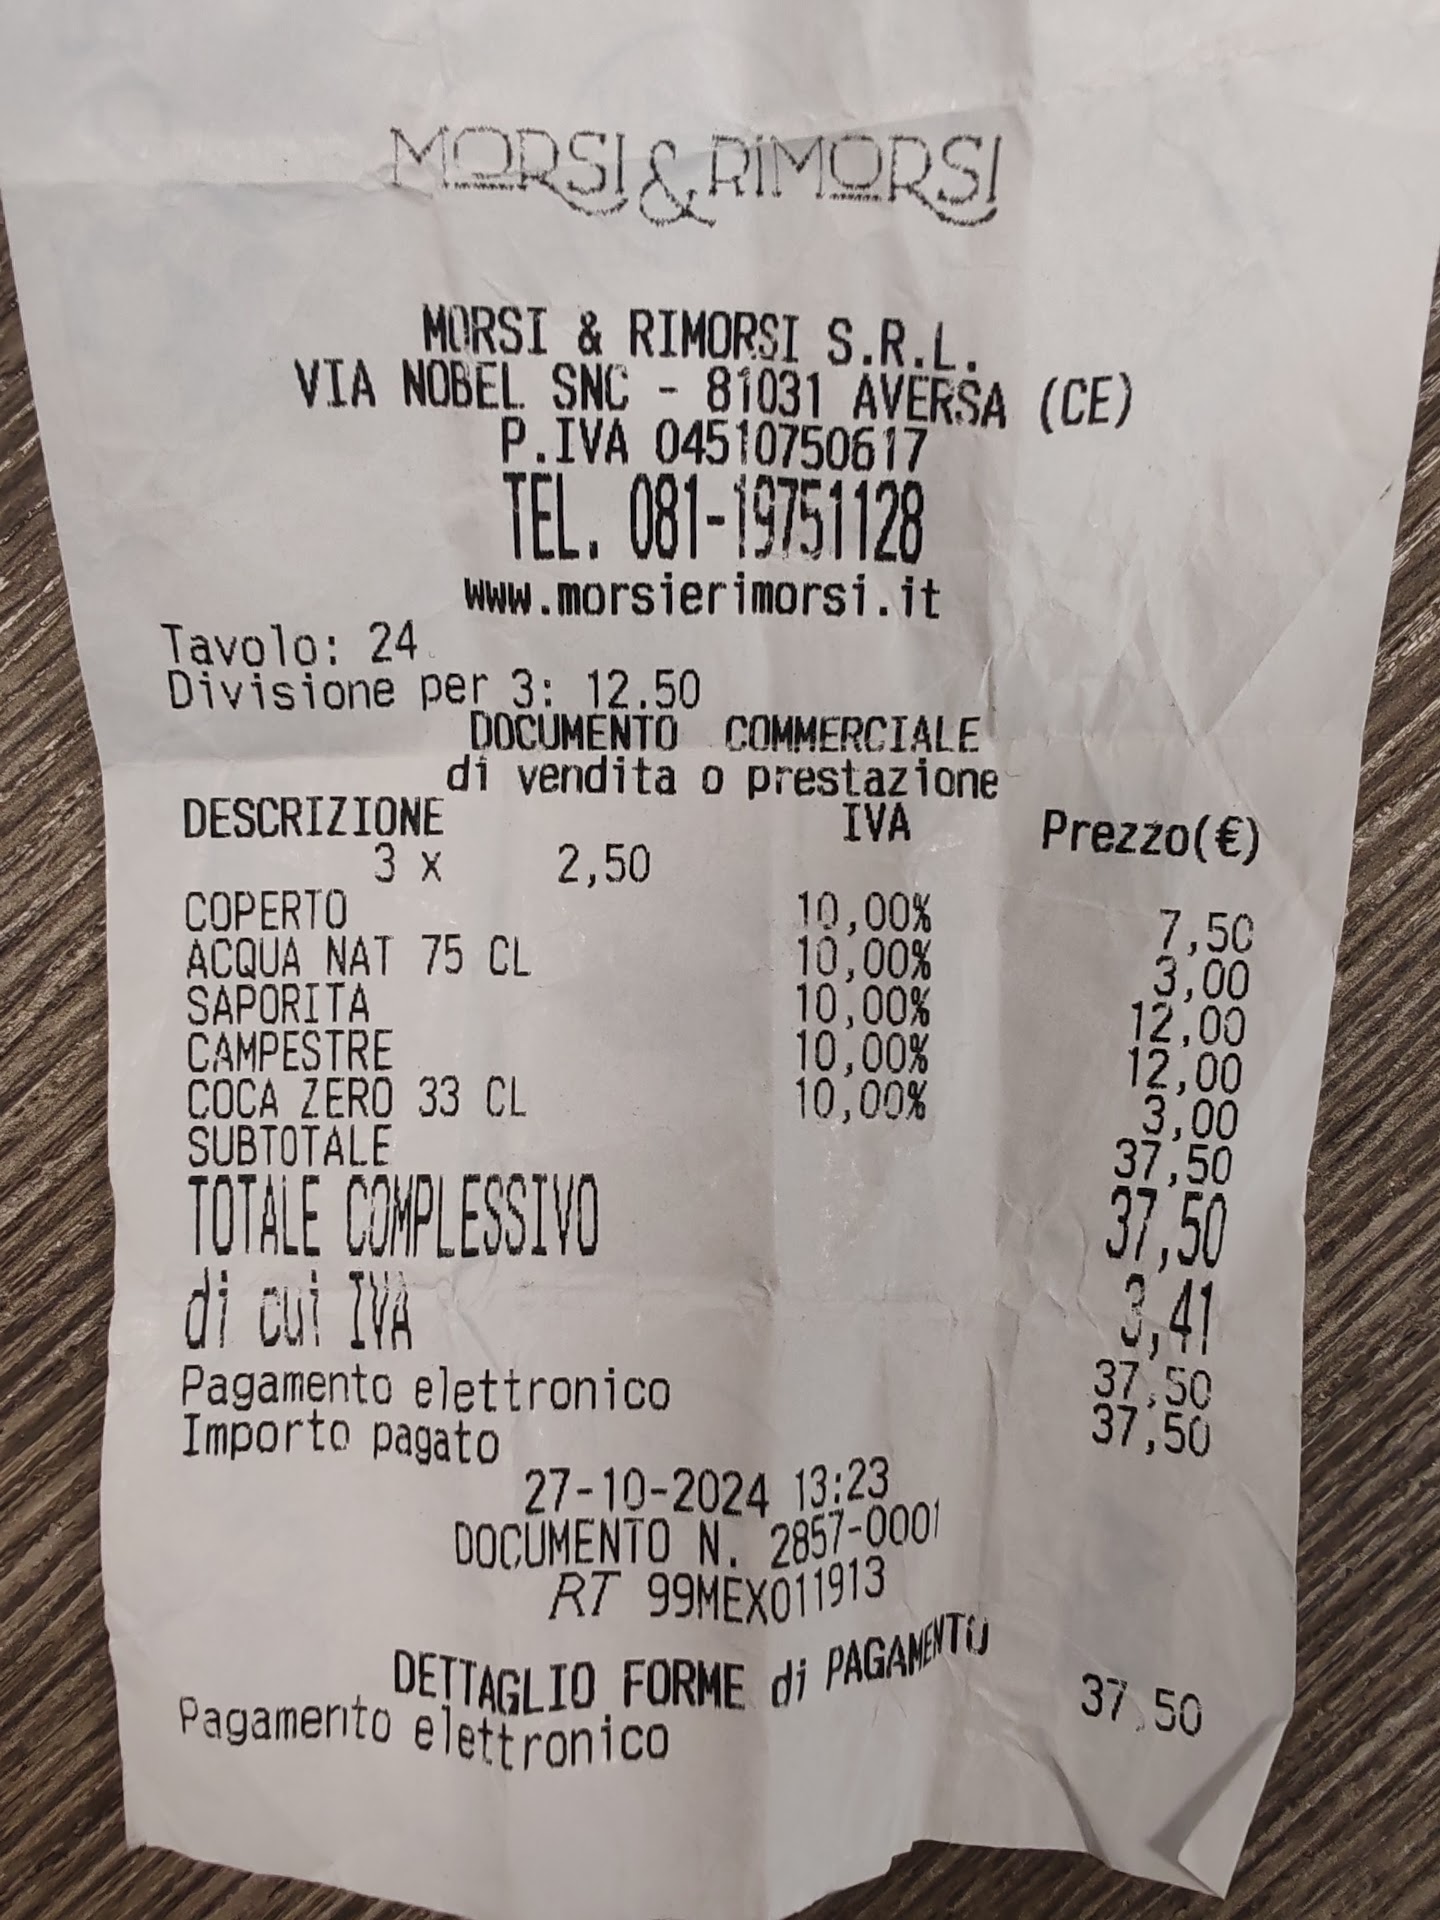 MORSI & RIMORSI
MORSI & RIMORSI S.R.L.
VIA NOBEL SNC - 81031 AVERSA (CE)
P.IVA 04510750617
TEL. 081-19751128
www.morsierimorsi.it
Tavolo: 24
Divisione per 3: 12.50
DOCUMENTO COMMERCIALE
di vendita o prestazione
DESCRIZIONE IVA Prezzo(€)
3 x 2,50
COPERTO 10,00% 7,50
ACQUA NAT 75 CL 10,00% 3,00
SAPORITA 10,00% 12,00
CAMPESTRE 10,00% 12,00
COCA ZERO 33 CL 10,00% 3,00
SUBTOTALE 37,50
TOTALE COMPLESSIVO 37,50
di cui IVA 3,41
Pagamento elettronico 37,50
Importo pagato 37,50
27-10-2024 13:23
DOCUMENTO N. 2857-0001
RT 99MEX011913
DETTAGLIO FORME di PAGAMENTO
Pagamento elettronico 37,50